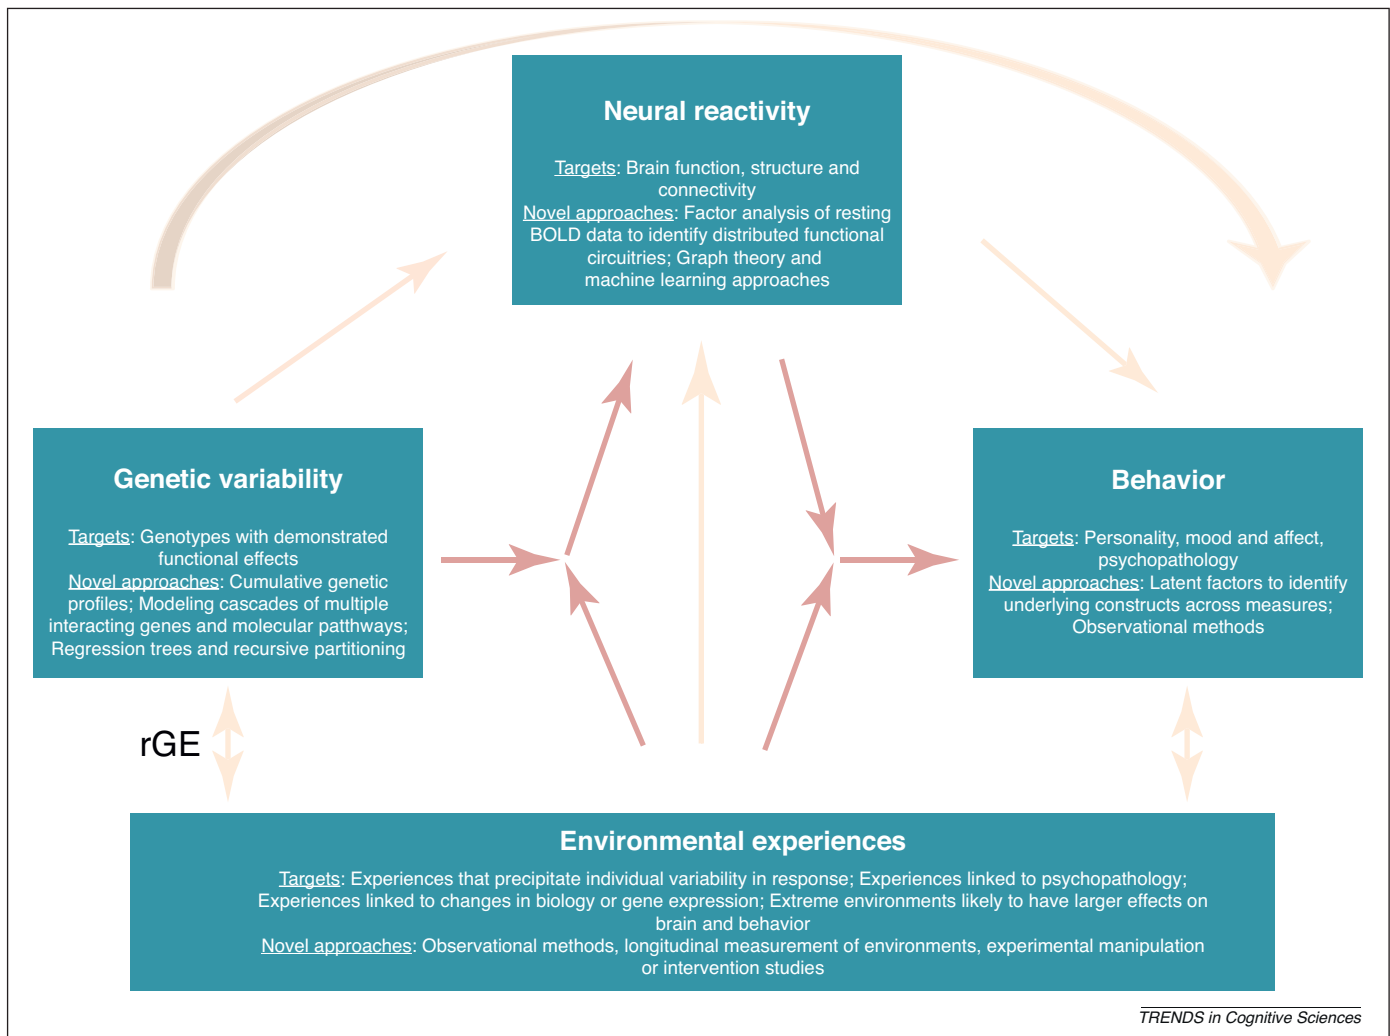 Neural reactivity
Targets: Brain function, structure and
connectivity
Novel approaches: Factor analysis of resting
BOLD data to identify distributed functional
circuitries; Graph theory and
machine learning approaches
Genetic variability
Targets: Genotypes with demonstrated
functional effects
Novel approaches: Cumulative genetic
profiles; Modeling cascades of multiple
interacting genes and molecular patthways;
Regression trees and recursive partitioning
Behavior
Targets: Personality, mood and affect,
psychopathology
Novel approaches: Latent factors to identify
underlying constructs across measures;
Observational methods
rGE
Environmental experiences
Targets: Experiences that precipitate individual variability in response; Experiences linked to psychopathology;
Experiences linked to changes in biology or gene expression; Extreme environments likely to have larger effects on
brain and behavior
Novel approaches: Observational methods, longitudinal measurement of environments, experimental manipulation
or intervention studies
TRENDS in Cognitive Sciences